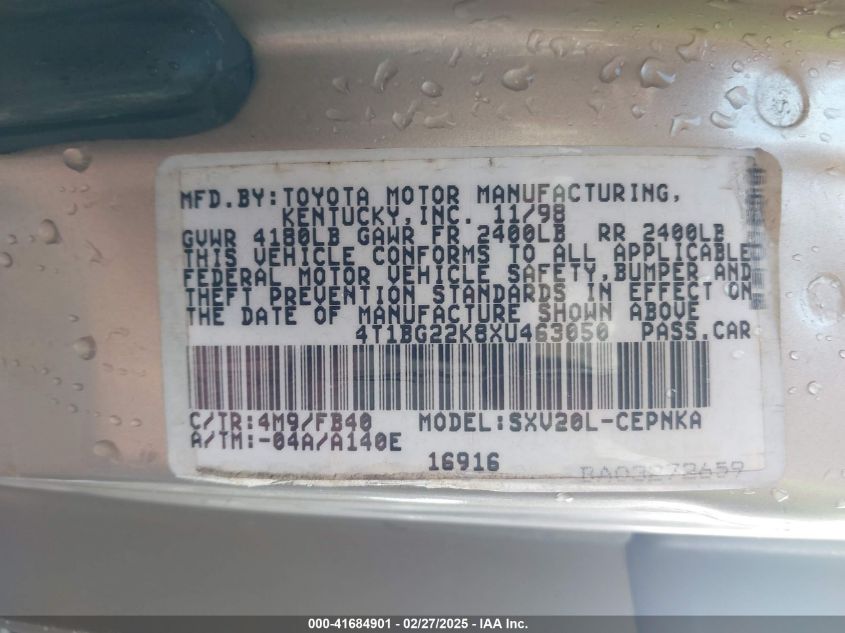 MFD.BY:TOYOTA MOTOR MANUFACTURING,
KENTUCKY,INC. 11/98
GVWR 4180LB GAWR FR 2400LB RR 2400LB
THIS VEHICLE CONFORMS TO ALL APPLICABLE
FEDERAL MOTOR VEHICLE SAFETY,BUMPER AND
THEFT PREVENTION STANDARDS IN EFFECT ON
THE DATE OF MANUFACTURE SHOWN ABOVE
4T1BG22K8XU463050 PASS.CAR
C/TR:4M9/FB40 MODEL:SXV20L-CEPNKA
A/TM:-04A/A140E
16916 RA03272659
000-41684901 - 02/27/2025 - IAA Inc.